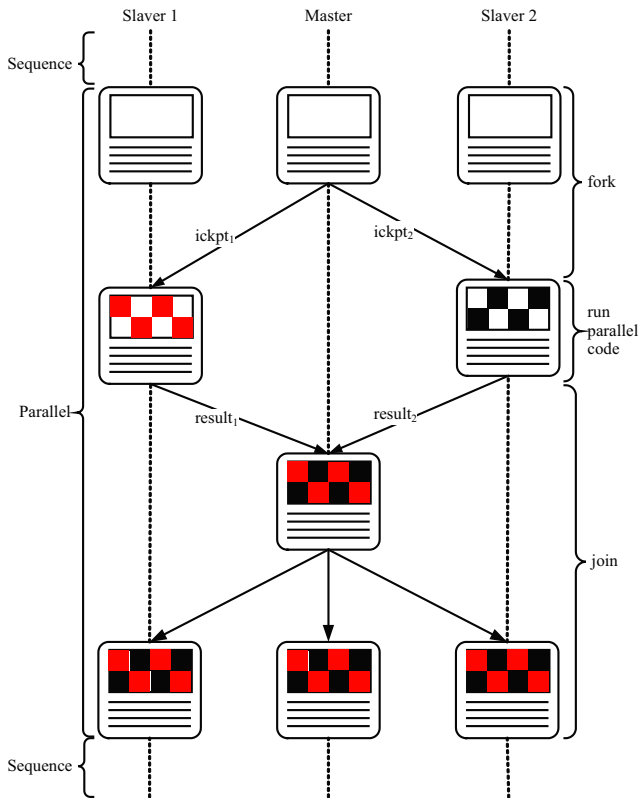 Slaver 1
Master
Slaver 2
Sequence
fork
ickpt1
ickpt2
run
parallel
code
Parallel
result1
result2
join
Sequence